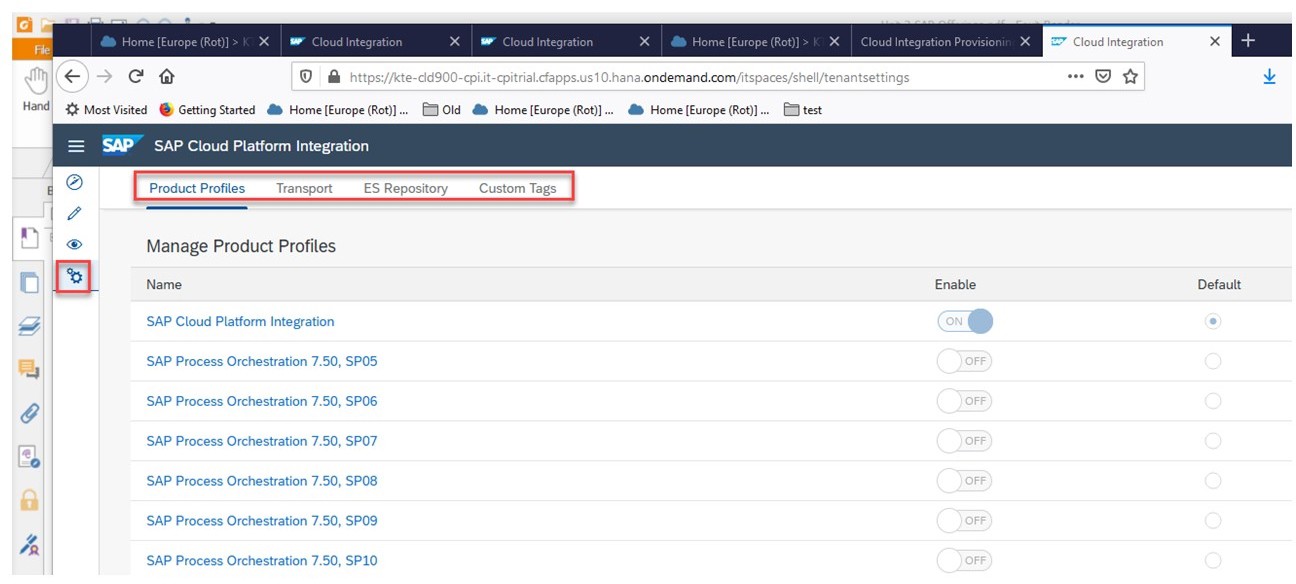 File
Hand
Home [Europe (Rot)] > K
Cloud Integration
Cloud Integration
Home [Europe (Rot)] > K
Cloud Integration Provisionin
Cloud Integration
https://kte-cld900-cpi.it-cpitrial.cfapps.us10.hana.ondemand.com/itspaces/shell/tenantsettings
Most Visited Getting Started Home [Europe (Rot)] ... Old Home [Europe (Rot)] ... Home [Europe (Rot)] ... test
SAP SAP Cloud Platform Integration
Product Profiles Transport ES Repository Custom Tags
Manage Product Profiles
Name Enable Default
SAP Cloud Platform Integration ON
SAP Process Orchestration 7.50, SP05 OFF
SAP Process Orchestration 7.50, SP06 OFF
SAP Process Orchestration 7.50, SP07 OFF
SAP Process Orchestration 7.50, SP08 OFF
SAP Process Orchestration 7.50, SP09 OFF
SAP Process Orchestration 7.50, SP10 OFF